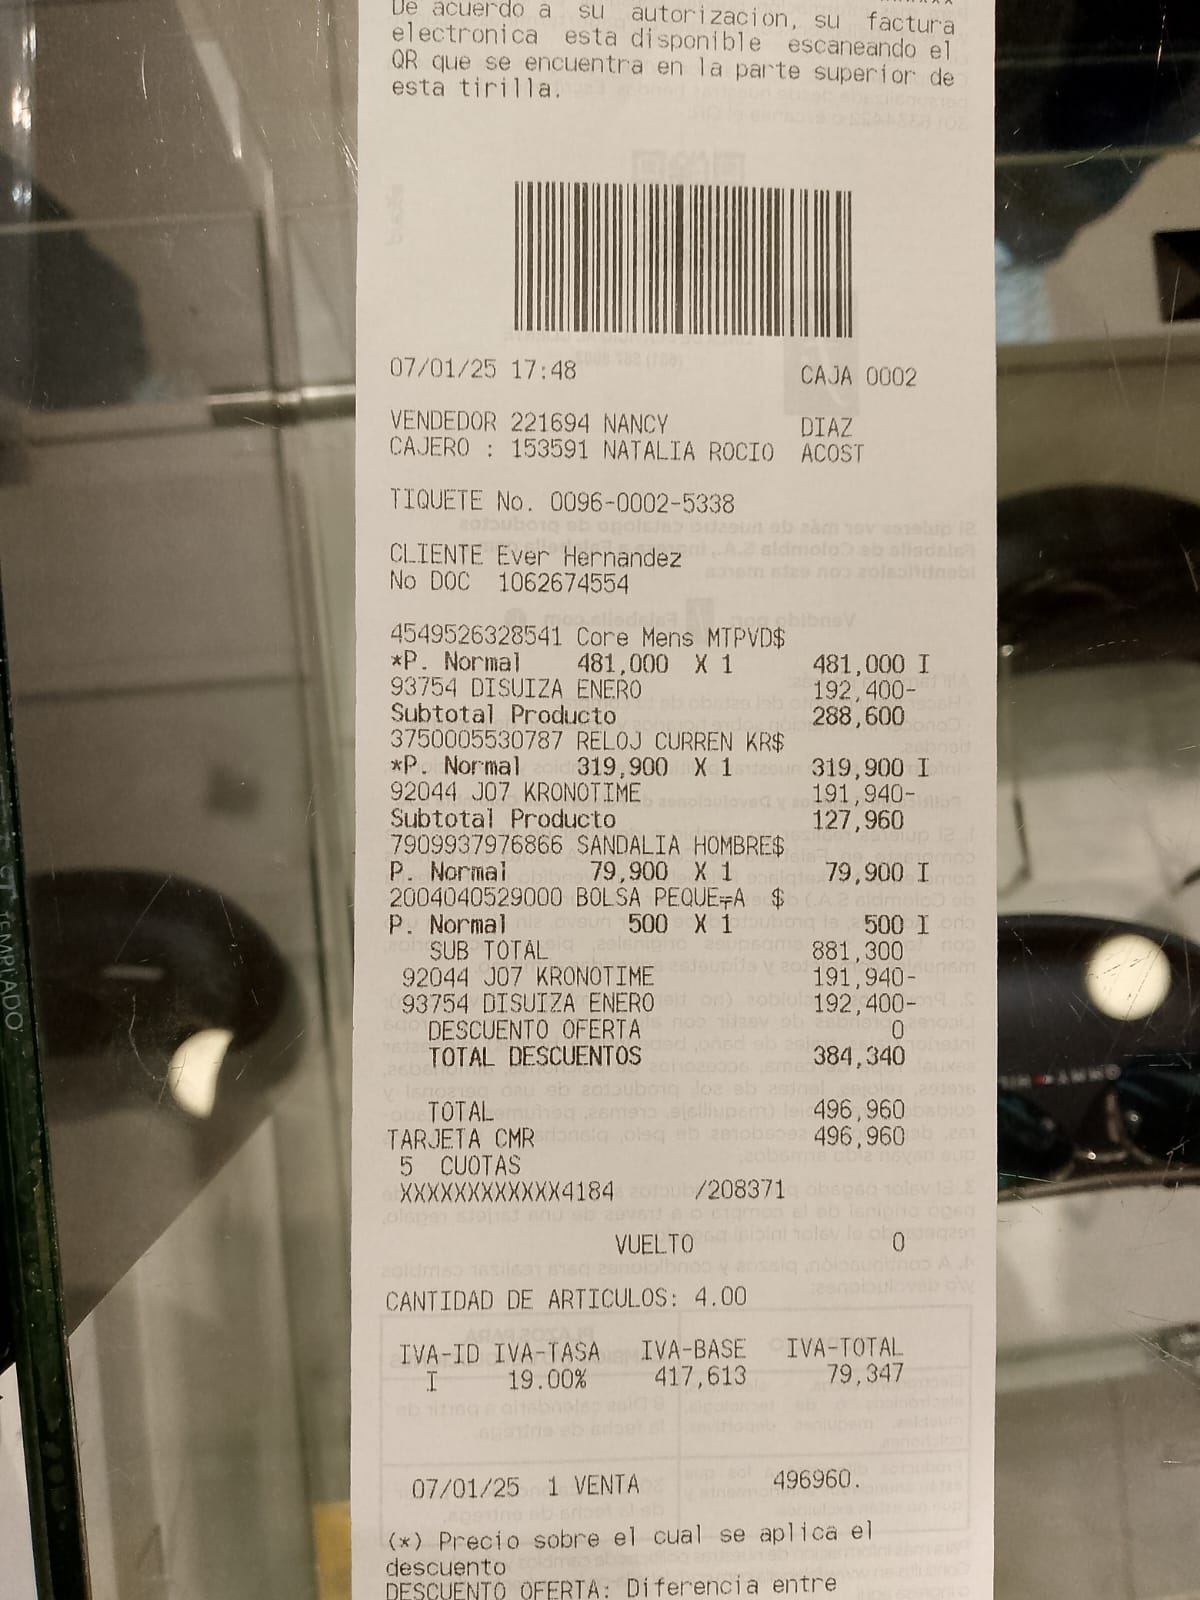 De acuerdo a su autorizacion, su factura
electronica esta disponible escaneando el
QR que se encuentra en la parte superior de
esta tirilla.
07/01/25 17:48 CAJA 0002
VENDEDOR 221694 NANCY DIAZ
CAJERO : 153591 NATALIA ROCIO ACOST
TIQUETE No. 0096-0002-5338
CLIENTE Ever Hernandez
No DOC 1062674554
4549526328541 Core Mens MTPVD$
*P. Normal 481,000 X 1 481,000 I
93754 DISUIZA ENERO 192,400-
Subtotal Producto 288,600
3750005530787 RELOJ CURREN KR$
*P. Normal 319,900 X 1 319,900 I
92044 J07 KRONOTIME 191,940-
Subtotal Producto 127,960
7909937976866 SANDALIA HOMBRE$
P. Normal 79,900 X 1 79,900 I
2004040529000 BOLSA PEQUE╤A $
P. Normal 500 X 1 500 I
SUB TOTAL 881,300
92044 J07 KRONOTIME 191,940-
93754 DISUIZA ENERO 192,400-
DESCUENTO OFERTA 0
TOTAL DESCUENTOS 384,340
TOTAL 496,960
TARJETA CMR 496,960
5 CUOTAS
XXXXXXXXXXXX4184 /208371
VUELTO 0
CANTIDAD DE ARTICULOS: 4.00
IVA-ID IVA-TASA IVA-BASE IVA-TOTAL
I 19.00% 417,613 79,347
07/01/25 1 VENTA 496960.
(*) Precio sobre el cual se aplica el
descuento
DESCUENTO OFERTA: Diferencia entre
TEMPLADO